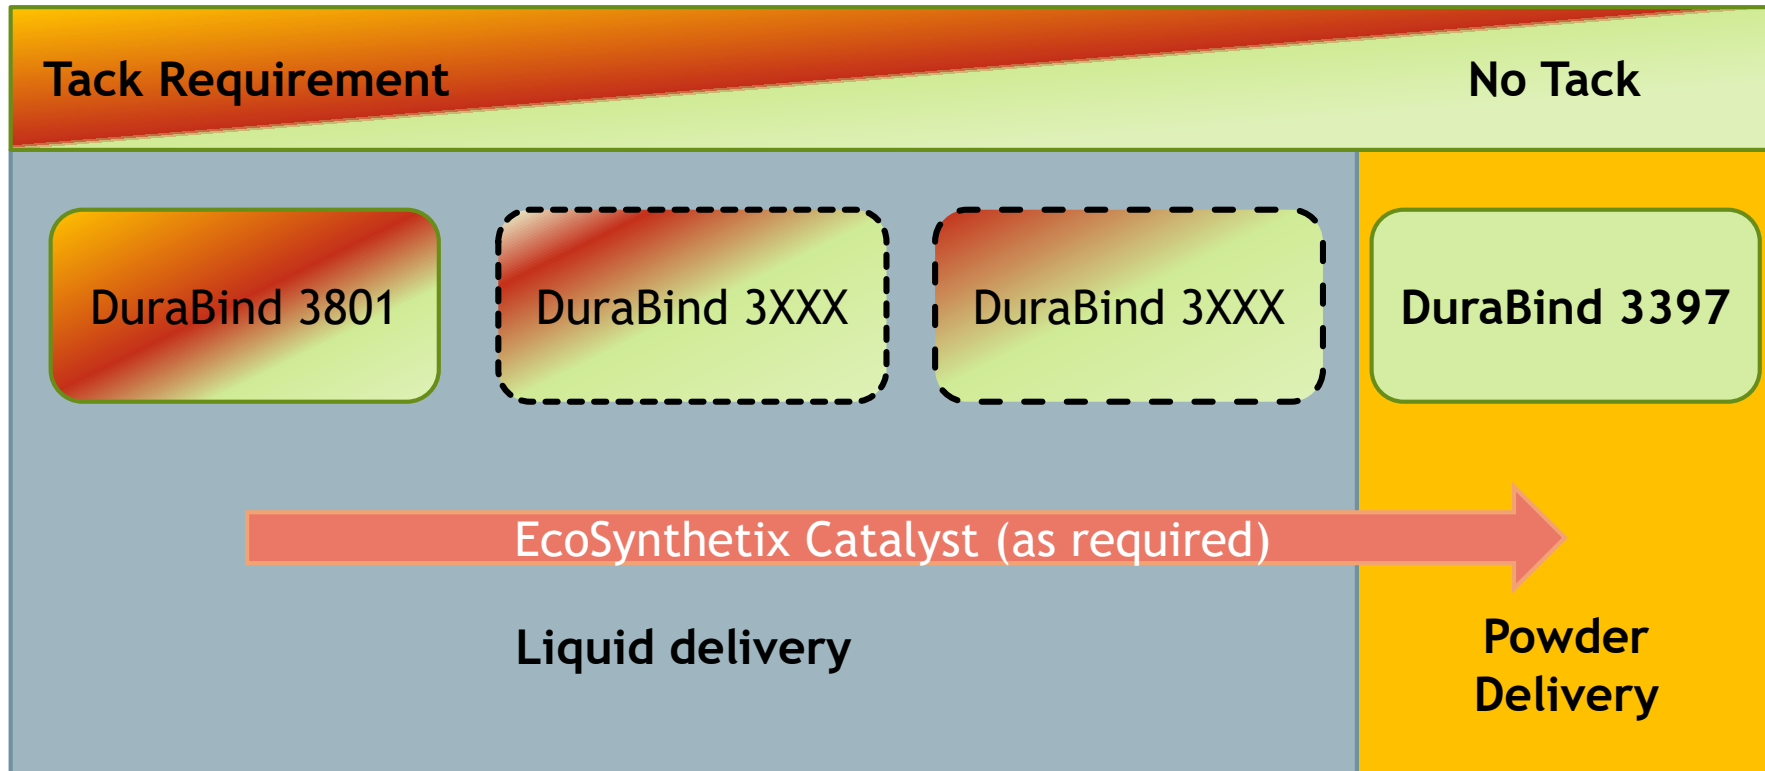 Tack Requirement
No Tack
DuraBind 3801
DuraBind 3XXX
DuraBind 3XXX
DuraBind 3397
EcoSynthetix Catalyst (as required)
Liquid delivery
Powder
Delivery